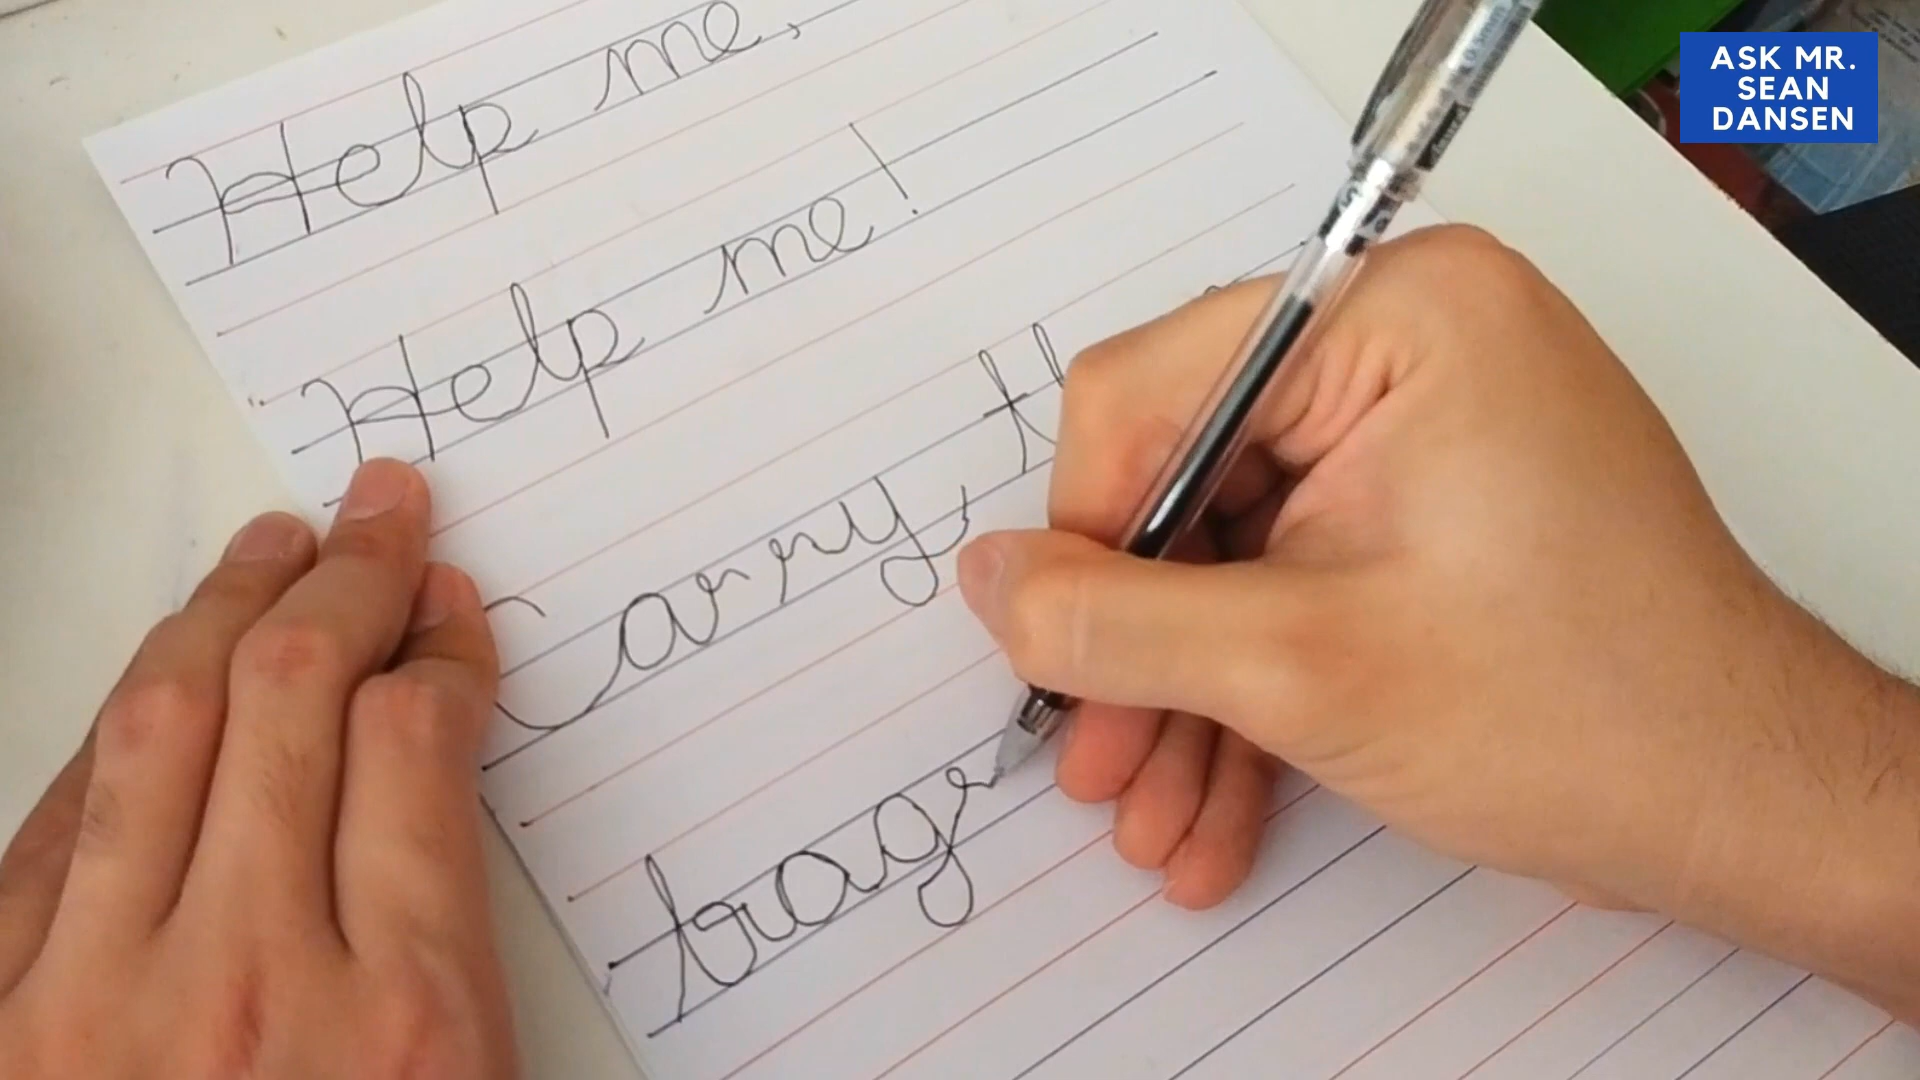 Help me,
Help me!
Carry
bag
ASK MR.
SEAN
DANSEN